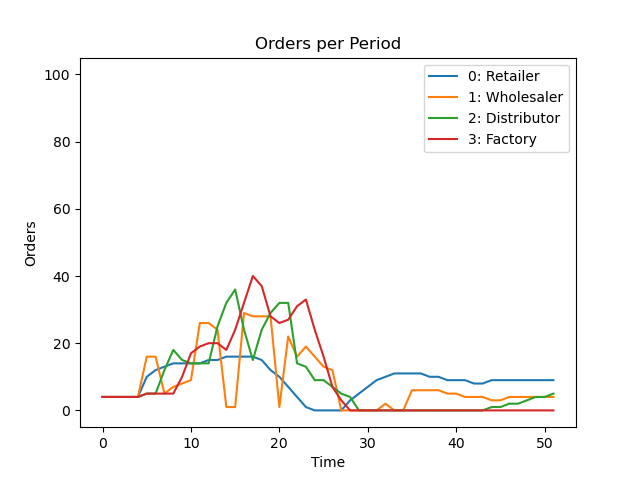 Orders per Period
100
80
60
40
20
0
Orders
0: Retailer
1: Wholesaler
2: Distributor
3: Factory
0 10 20 30 40 50
Time